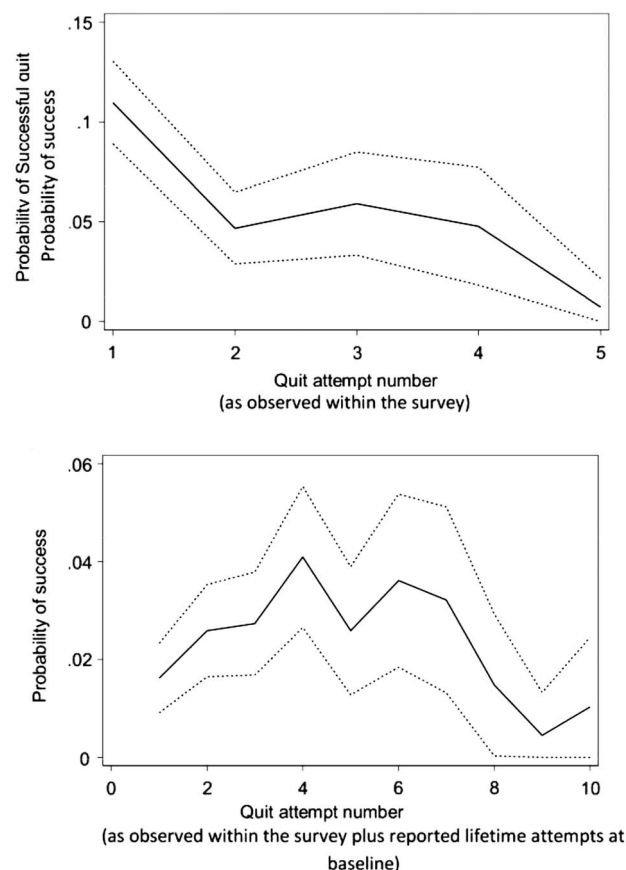 Probability of Successful quit
Probability of success
.15
.1
.05
0
1 2 3 4 5
Quit attempt number
(as observed within the survey)
Probability of success
.06
.04
.02
0
0 2 4 6 8 10
Quit attempt number
(as observed within the survey plus reported lifetime attempts at
baseline)